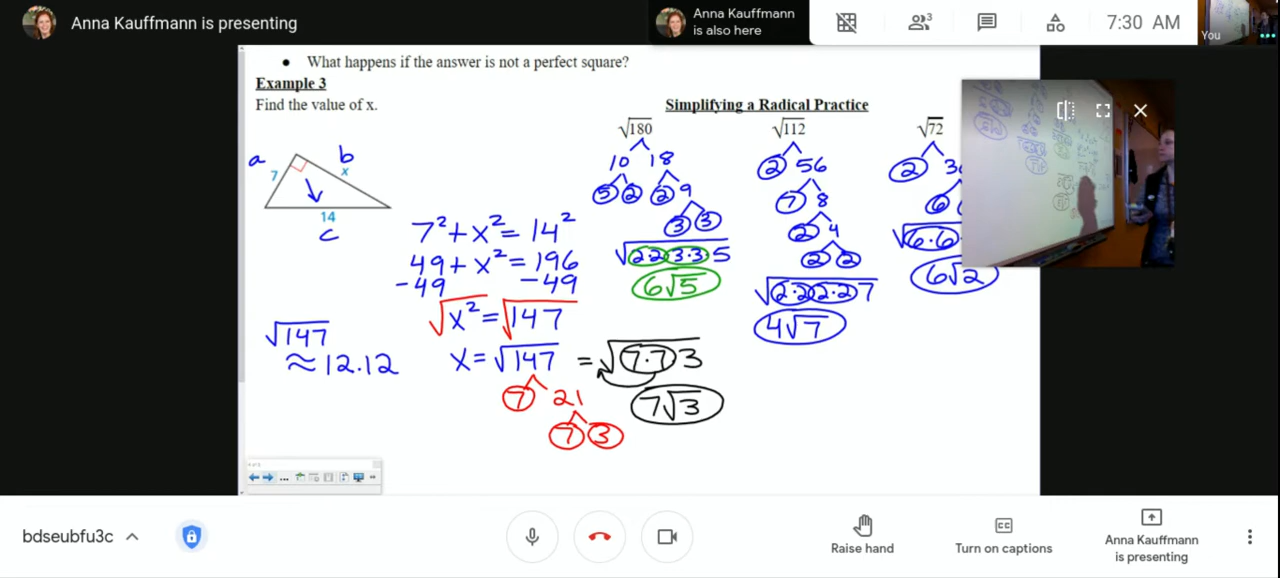 Anna Kauffmann is presenting
Anna Kauffmann
is also here
3
7:30 AM
You
• What happens if the answer is not a perfect square?
Example 3
Find the value of x.
a
7
b
x
14
c
7² + x² = 14²
49 + x² = 196
-49 -49
√x² = √147
x = √147 = √7·7 3
7 21
7 3
7√3
√147
≈ 12.12
Simplifying a Radical Practice
√180
10 18
5 2 2 9
3 3
√2·2 3·3·5
6√5
√112
2 56
7 8
2 4
2 2
√2·2 2·2 7
4√7
√72
2
6
√6·6
6√2
bdseubfu3c
Raise hand
CC
Turn on captions
Anna Kauffmann
is presenting